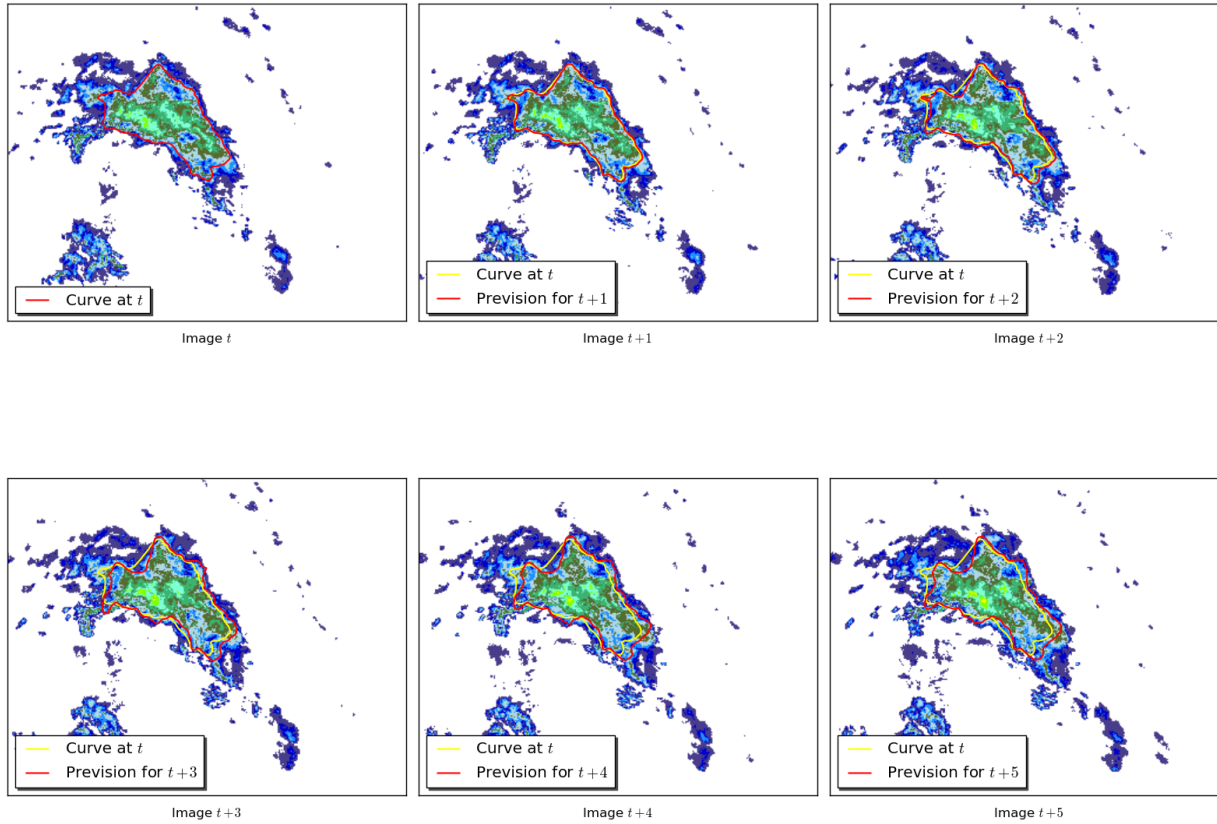 Curve at t
Image t
Curve at t
Prevision for t+1
Image t+1
Curve at t
Prevision for t+2
Image t+2
Curve at t
Prevision for t+3
Image t+3
Curve at t
Prevision for t+4
Image t+4
Curve at t
Prevision for t+5
Image t+5